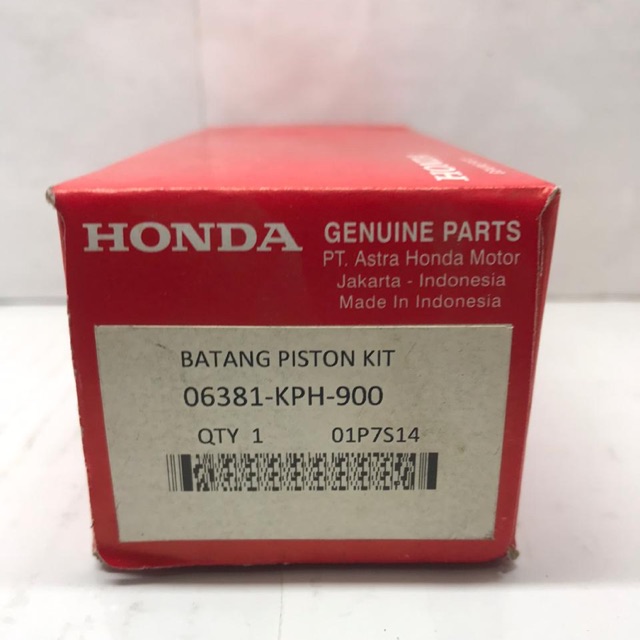 HONDA
HONDA GENUINE PARTS
PT. Astra Honda Motor
Jakarta - Indonesia
Made In Indonesia
BATANG PISTON KIT
06381-KPH-900
QTY 1 01P7S14